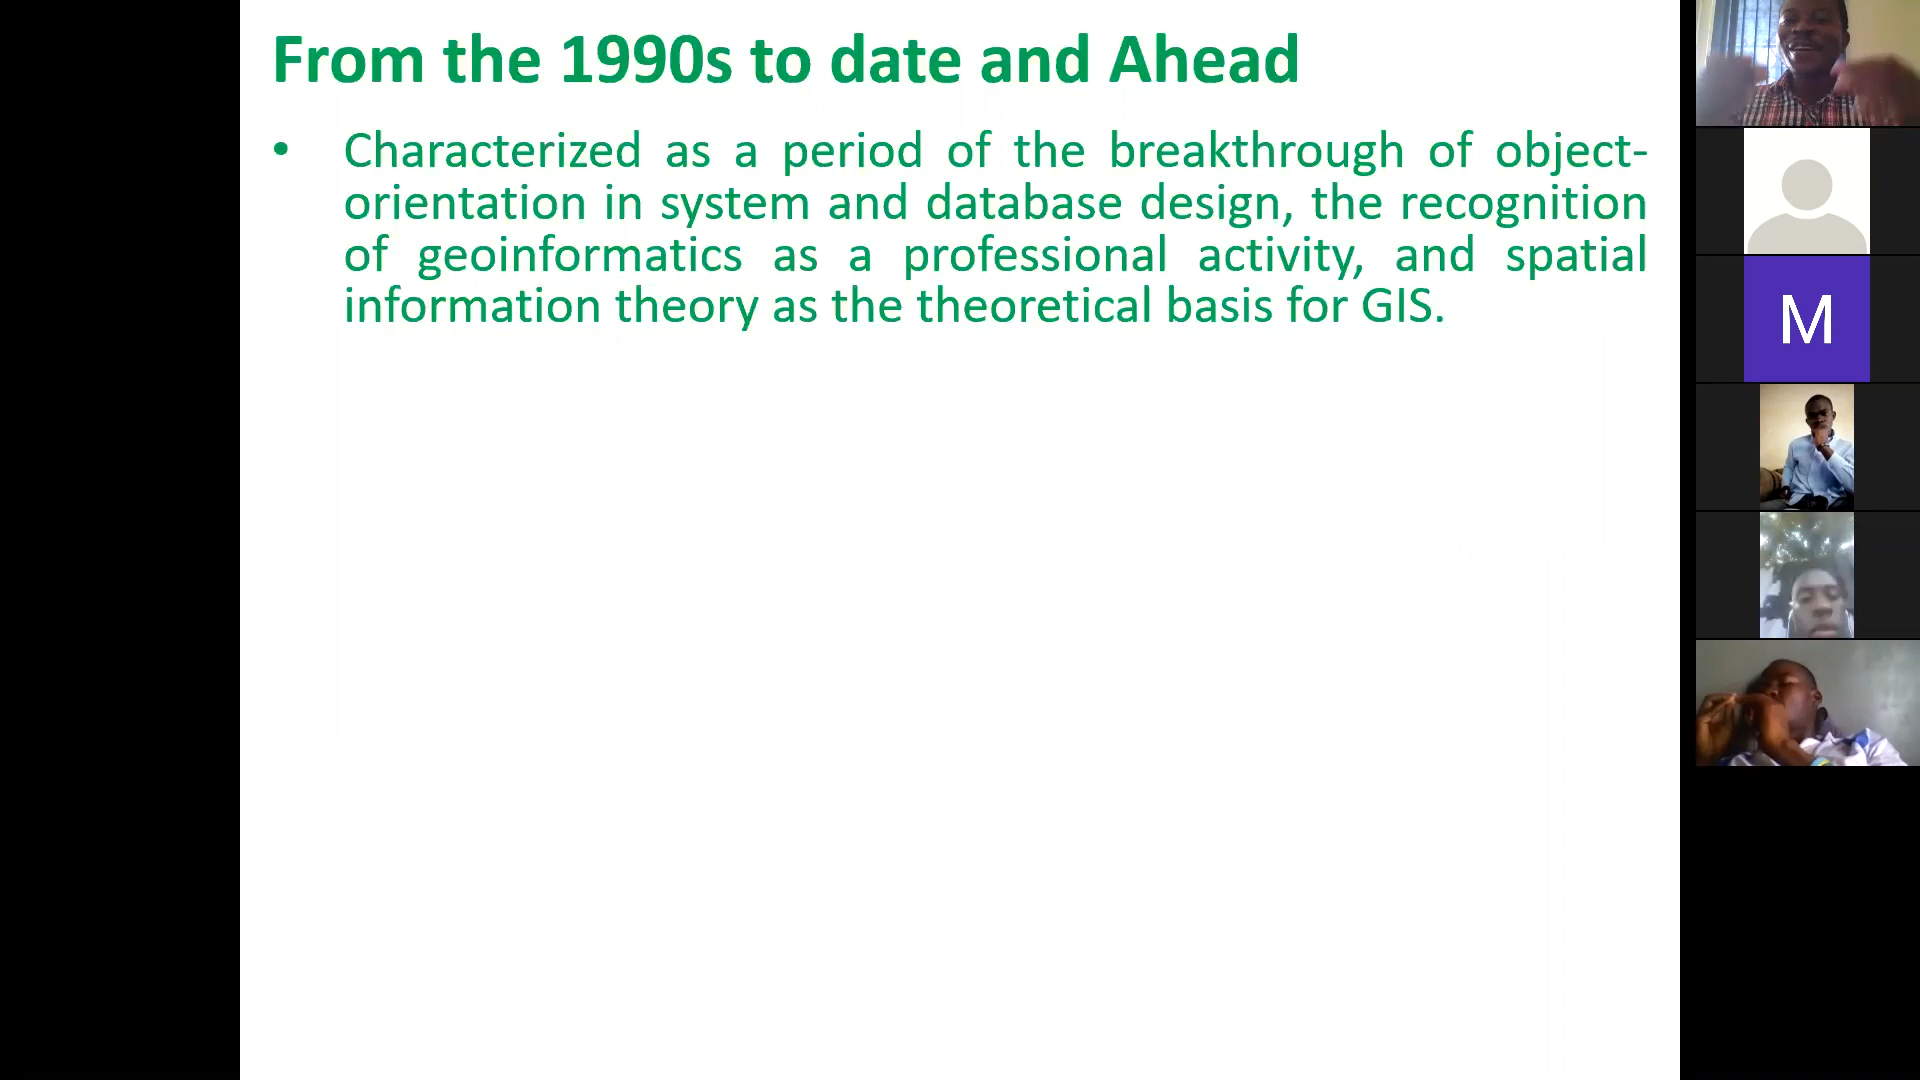 From the 1990s to date and Ahead
• Characterized as a period of the breakthrough of object-
orientation in system and database design, the recognition
of geoinformatics as a professional activity, and spatial
information theory as the theoretical basis for GIS.
M